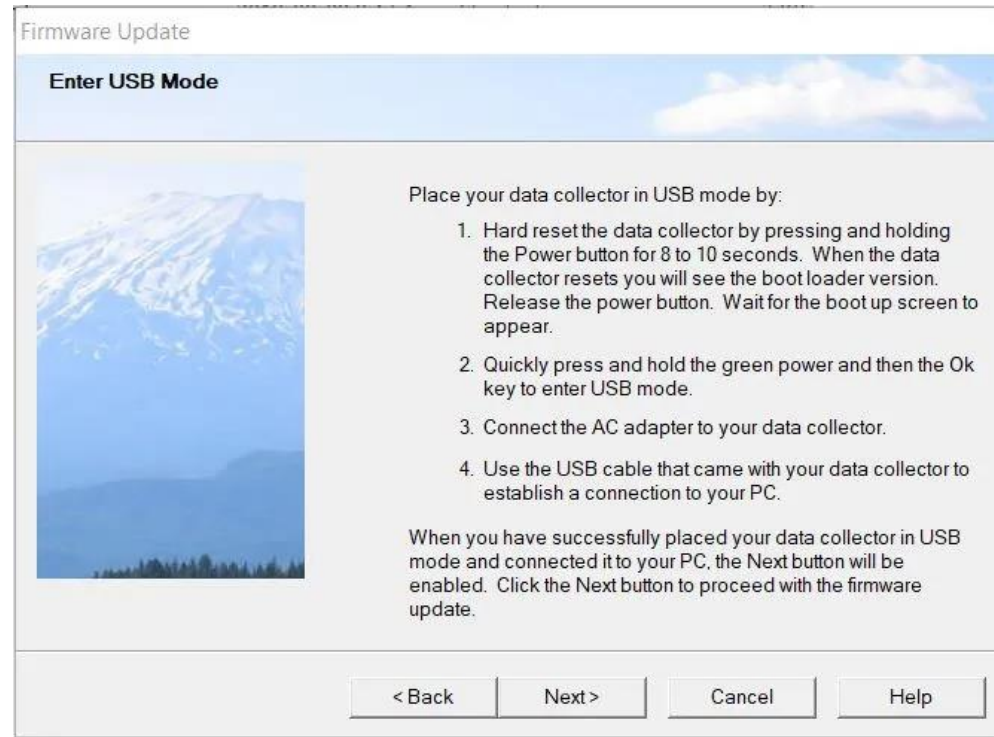 Firmware Update
Enter USB Mode
Place your data collector in USB mode by:
1. Hard reset the data collector by pressing and holding
the Power button for 8 to 10 seconds. When the data
collector resets you will see the boot loader version.
Release the power button. Wait for the boot up screen to
appear.
2. Quickly press and hold the green power and then the Ok
key to enter USB mode.
3. Connect the AC adapter to your data collector.
4. Use the USB cable that came with your data collector to
establish a connection to your PC.
When you have successfully placed your data collector in USB
mode and connected it to your PC, the Next button will be
enabled. Click the Next button to proceed with the firmware
update.
< Back
Next >
Cancel
Help